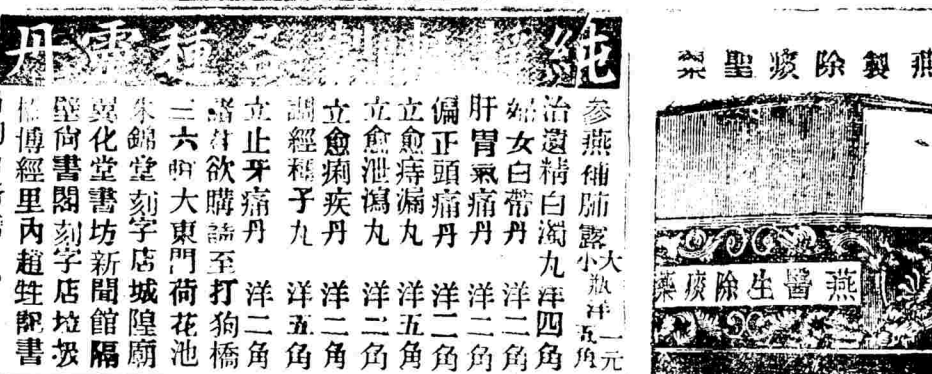 純製各種靈丹
參燕補肺露 大瓶洋一元 小瓶洋五角
治遺精白濁丸 洋四角
婦女白帶丹 洋二角
肝胃氣痛丹 洋二角
偏正頭痛丹 洋二角
立愈痔漏丸 洋五角
立愈泄瀉丸 洋二角
立愈痢疾丹 洋二角
調經種子丸 洋五角
立止牙痛丹 洋二角
欲購請至打狗橋
三六軒大東門荷花池
朱錦堂刻字店城隍廟
翼化堂書坊新聞館隔
壁尚書閣刻字店垃圾
橋博經里內趙甡記書
燕製除痰聖藥
燕醫生除痰藥